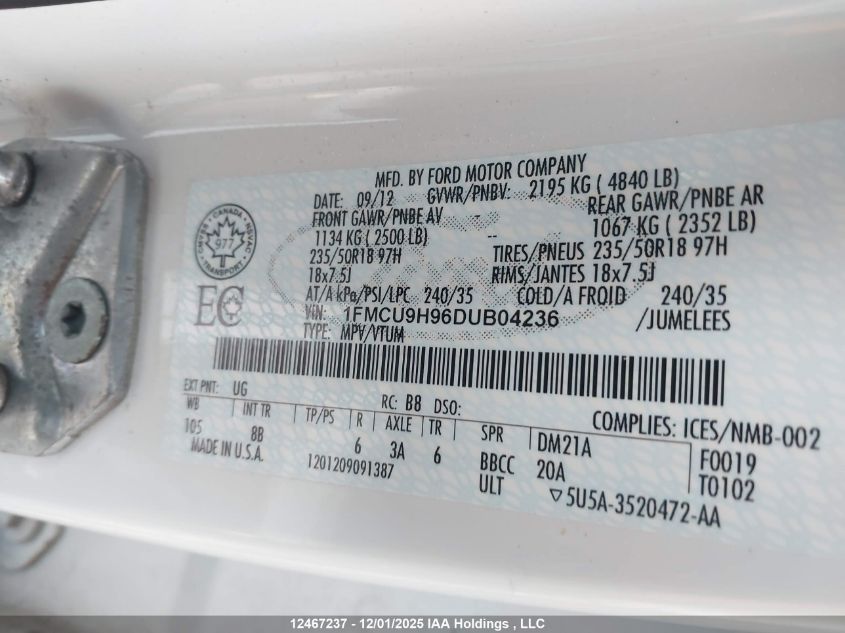 MFD. BY FORD MOTOR COMPANY
DATE: 09/12 GVWR/PNBV: 2195 KG ( 4840 LB)
FRONT GAWR/PNBE AV REAR GAWR/PNBE AR
1134 KG ( 2500 LB) -- 1067 KG ( 2352 LB)
235/50R18 97H TIRES/PNEUS 235/50R18 97H
18x7.5J RIMS/JANTES 18x7.5J
AT/A kPa/PSI/LPC 240/35 COLD/A FROID 240/35
VIN: 1FMCU9H96DUB04236 /JUMELEES
TYPE: MPV/VTUM
CANADA
977
TRANSPORT
EC
EXT PNT: UG RC: B8 DSO:
COMPLIES: ICES/NMB-002
WB INT TR TP/PS R AXLE TR SPR DM21A F0019
105 8B 6 3A 6 BBCC 20A T0102
MADE IN U.S.A. 1201209091387 ULT
▽5U5A-3520472-AA
12467237 - 12/01/2025 IAA Holdings , LLC